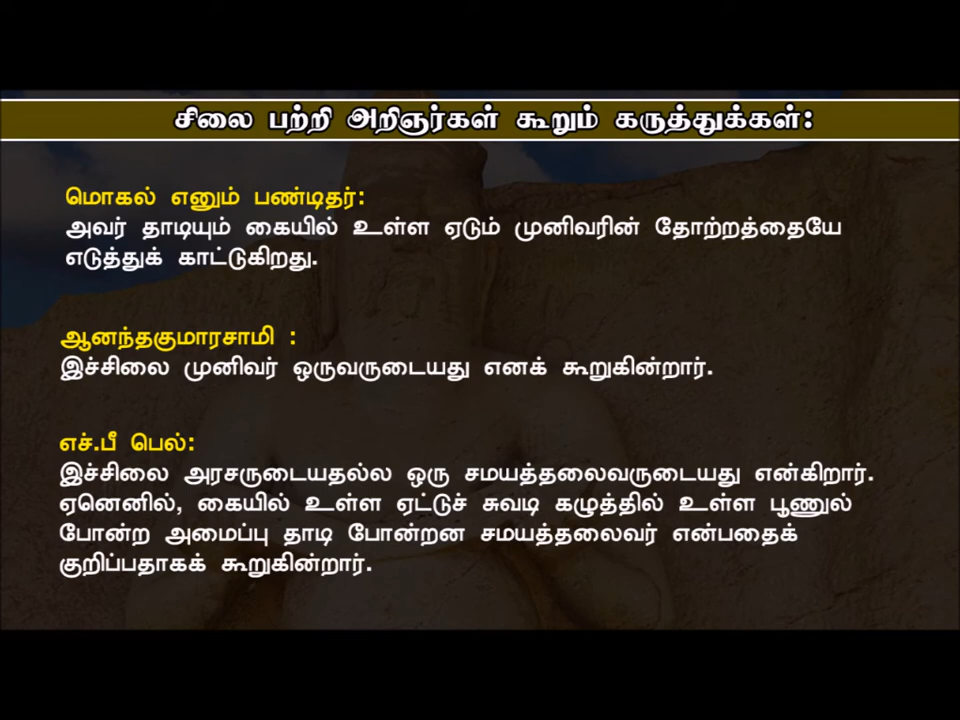 சிலை பற்றி அறிஞர்கள் கூறும் கருத்துக்கள்:
மொகல் எனும் பண்டிதர்:
அவர் தாடியும் கையில் உள்ள ஏடும் முனிவரின் தோற்றத்தையே
எடுத்துக் காட்டுகிறது.
ஆனந்தகுமாரசாமி :
இச்சிலை முனிவர் ஒருவருடையது எனக் கூறுகின்றார்.
எச்.பீ பெல்:
இச்சிலை அரசருடையதல்ல ஒரு சமயத்தலைவருடையது என்கிறார்.
ஏனெனில், கையில் உள்ள ஏட்டுச் சுவடி கழுத்தில் உள்ள பூணுல்
போன்ற அமைப்பு தாடி போன்றன சமயத்தலைவர் என்பதைக்
குறிப்பதாகக் கூறுகின்றார்.